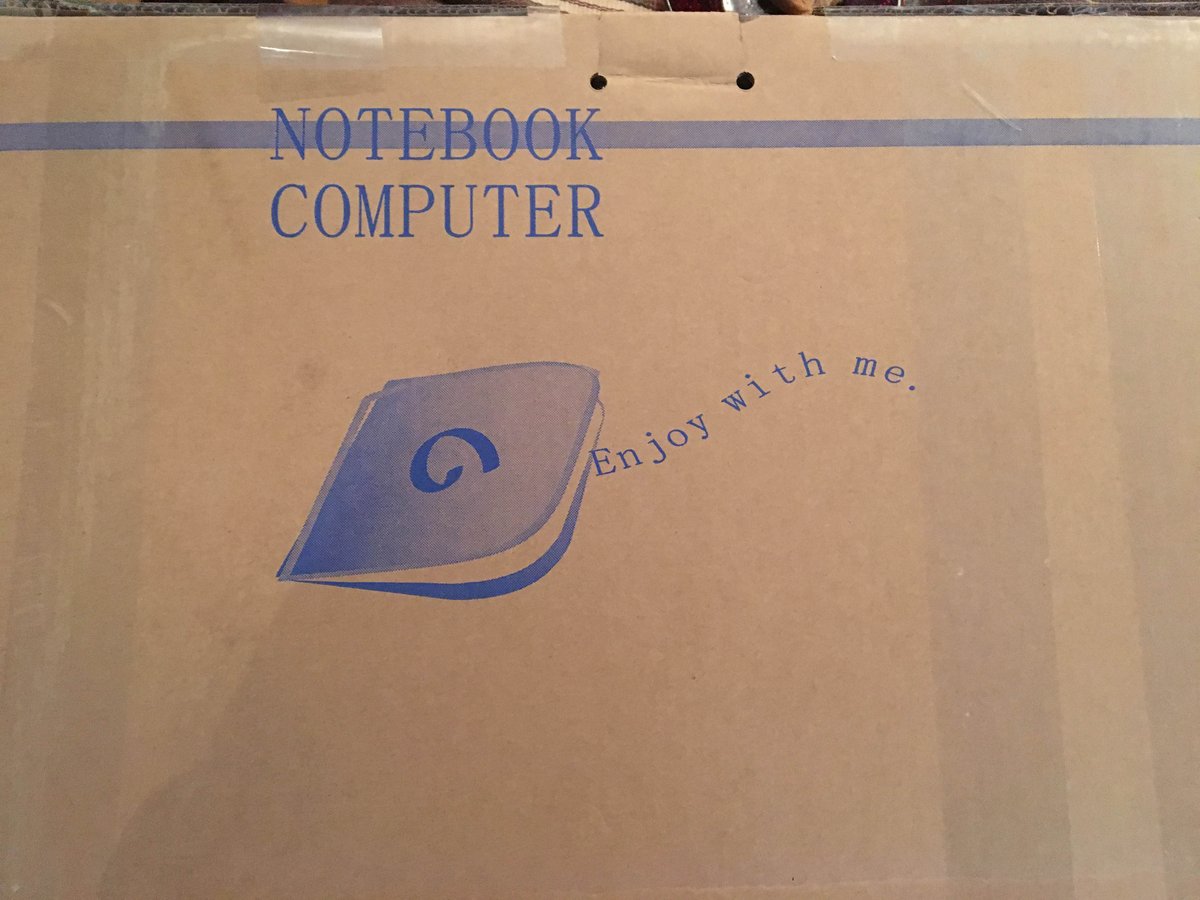 NOTEBOOK
COMPUTER
Enjoy with me.